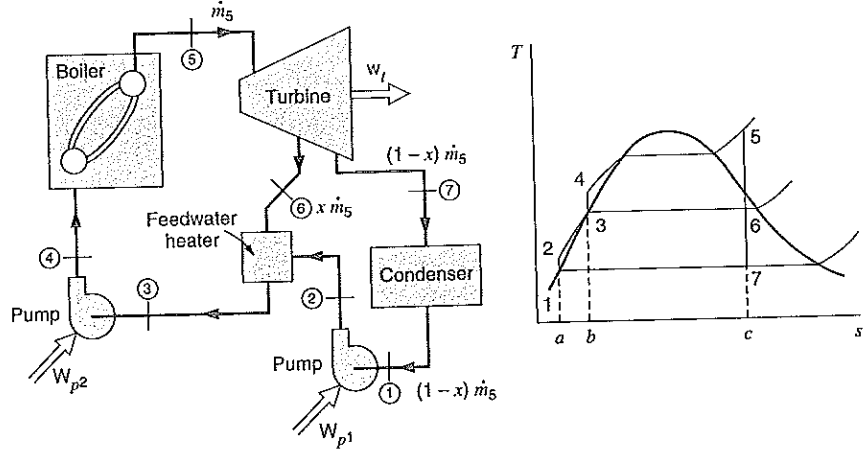 ṁ5
5
Boiler
Turbine
wt
(1−x) ṁ5
7
6 x ṁ5
Feedwater
heater
4
3
2
Condenser
Pump
Wp2
Pump
1 (1−x) ṁ5
Wp1
T
5
4
3
6
2
7
1
a b c s